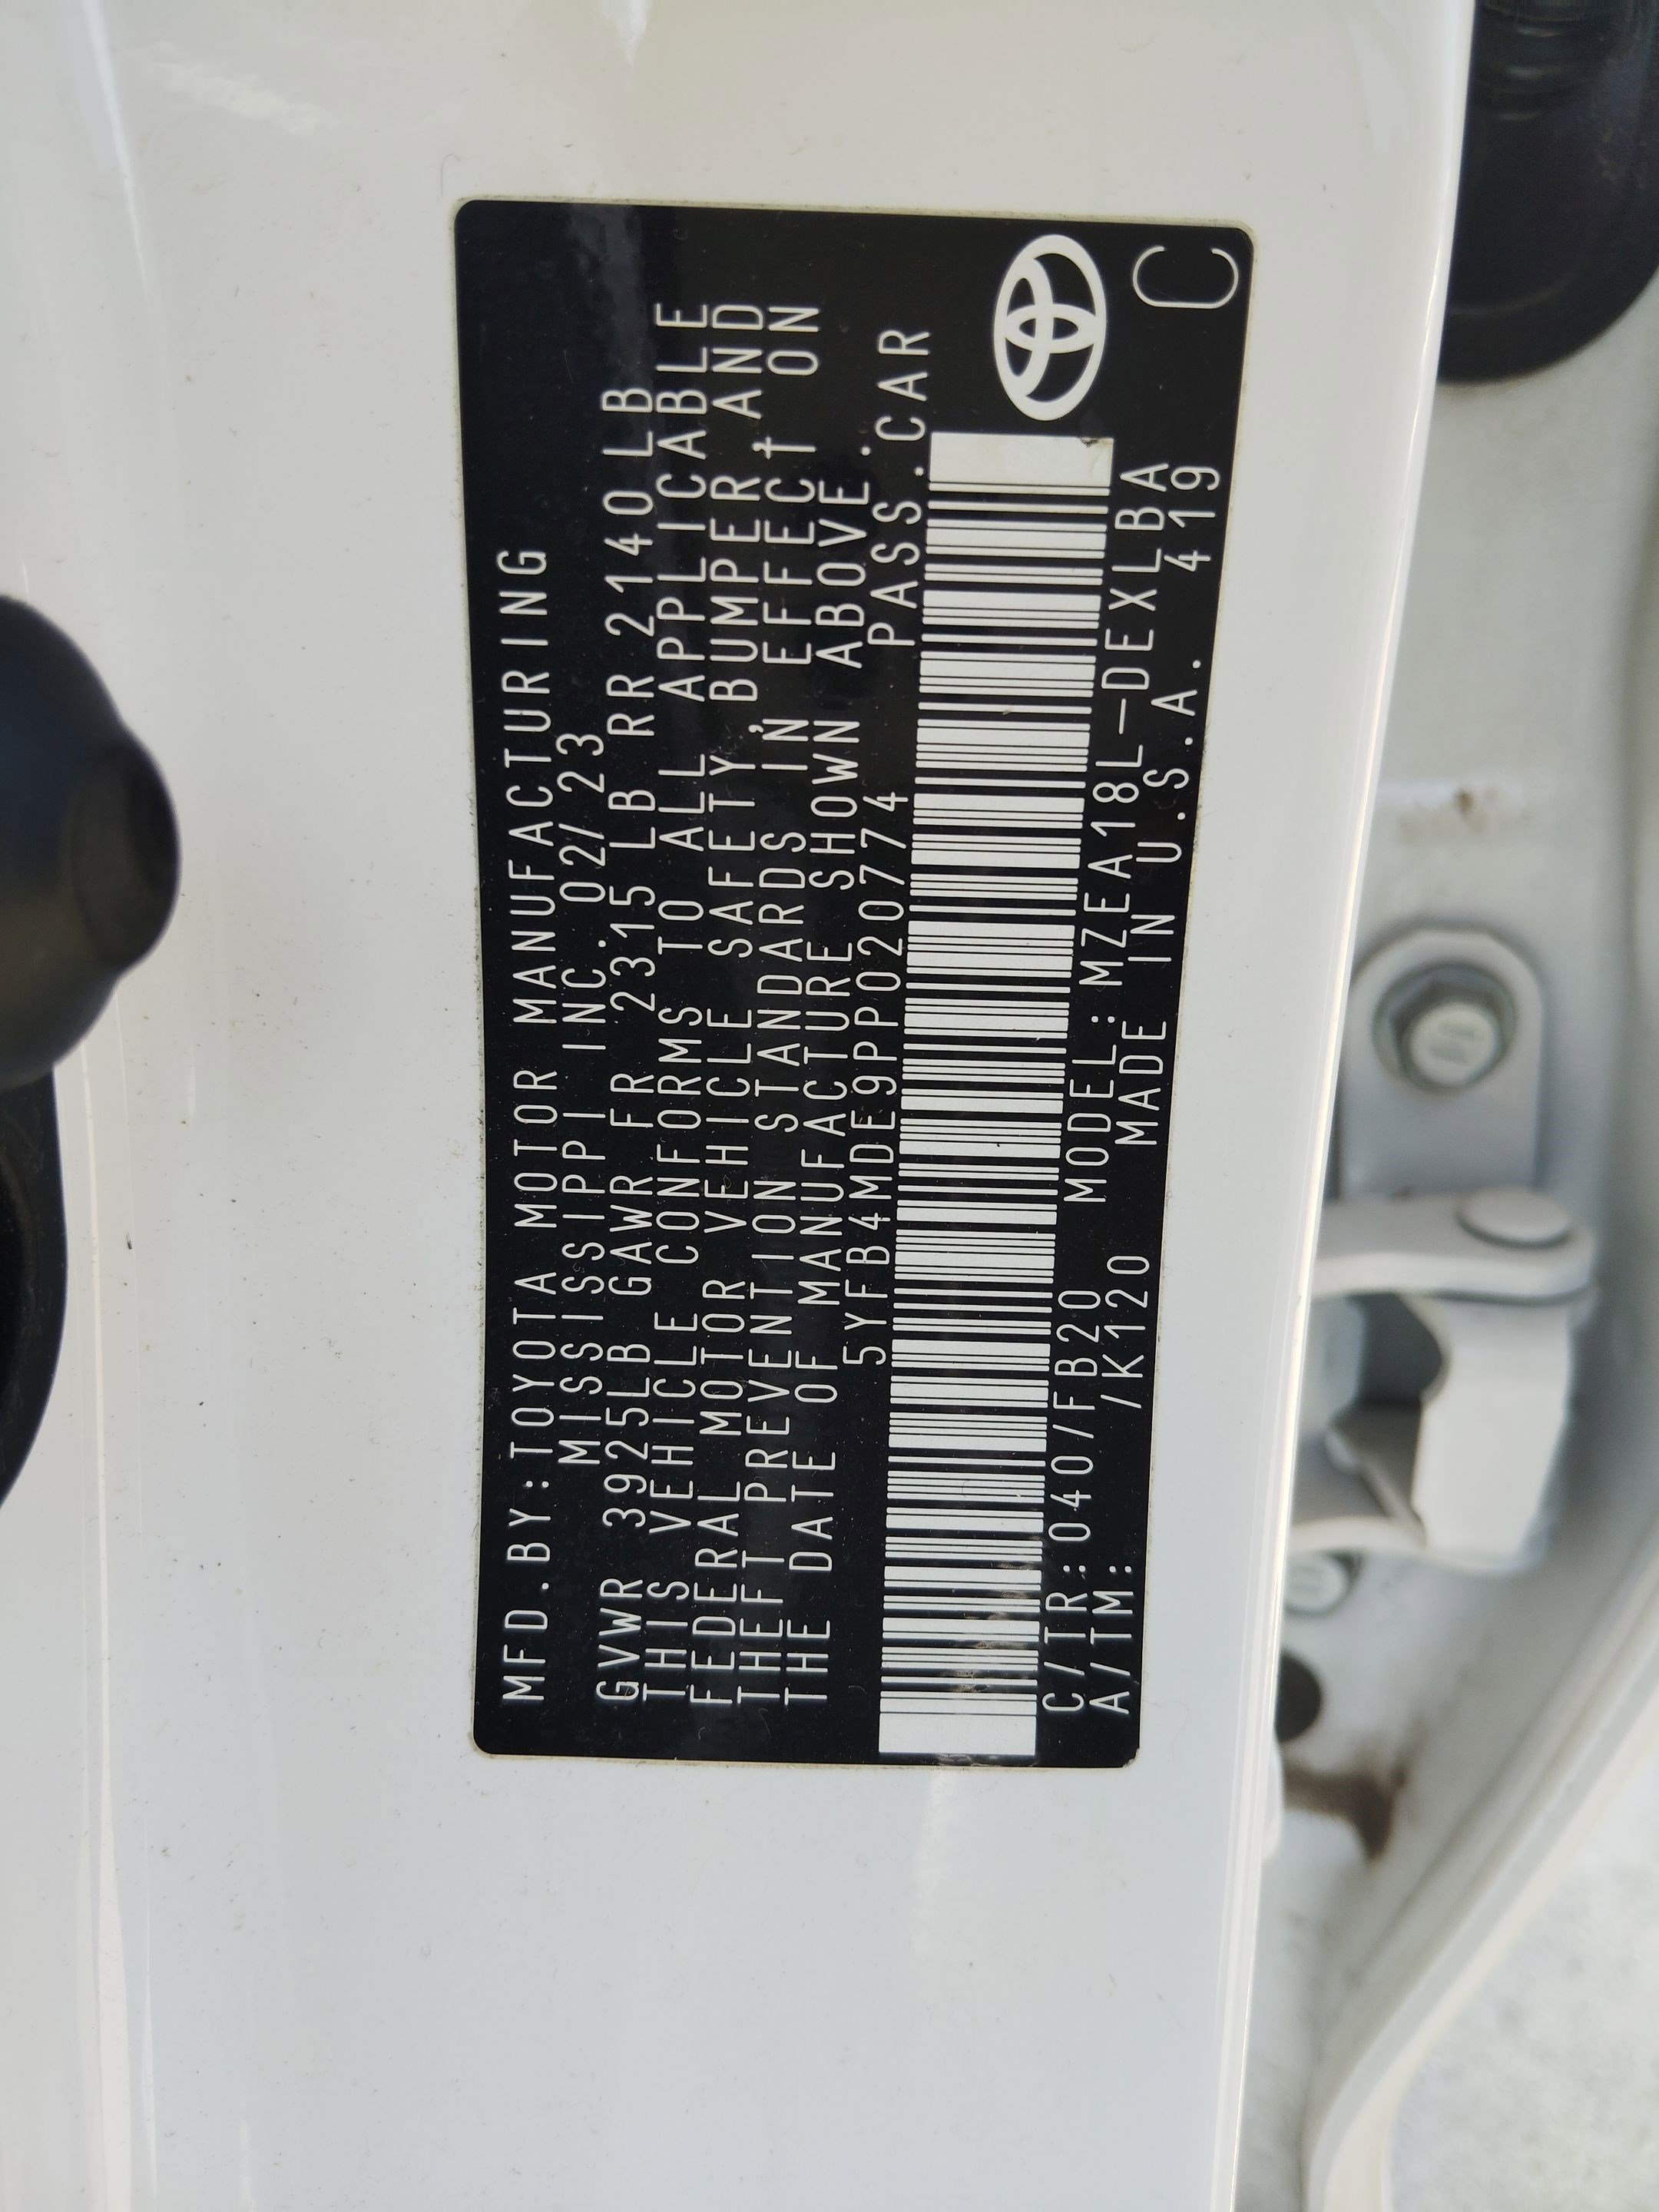 MFD.BY:TOYOTA MOTOR MANUFACTURING
MISSISSIPPI INC. 02/23
GVWR 3925LB GAWR FR 2315 LB RR 2140LB
THIS VEHICLE CONFORMS TO ALL APPLICABLE
FEDERAL MOTOR VEHICLE SAFETY, BUMPER AND
THEFT PREVENTION STANDARDS IN EFFECT ON
THE DATE OF MANUFACTURE SHOWN ABOVE.
5YFB4MDE9PP020774 PASS.CAR
C/TR:040/FB20 MODEL:MZEA18L-DEXLBA
A/TM: /K120 MADE IN U.S.A. 419
C